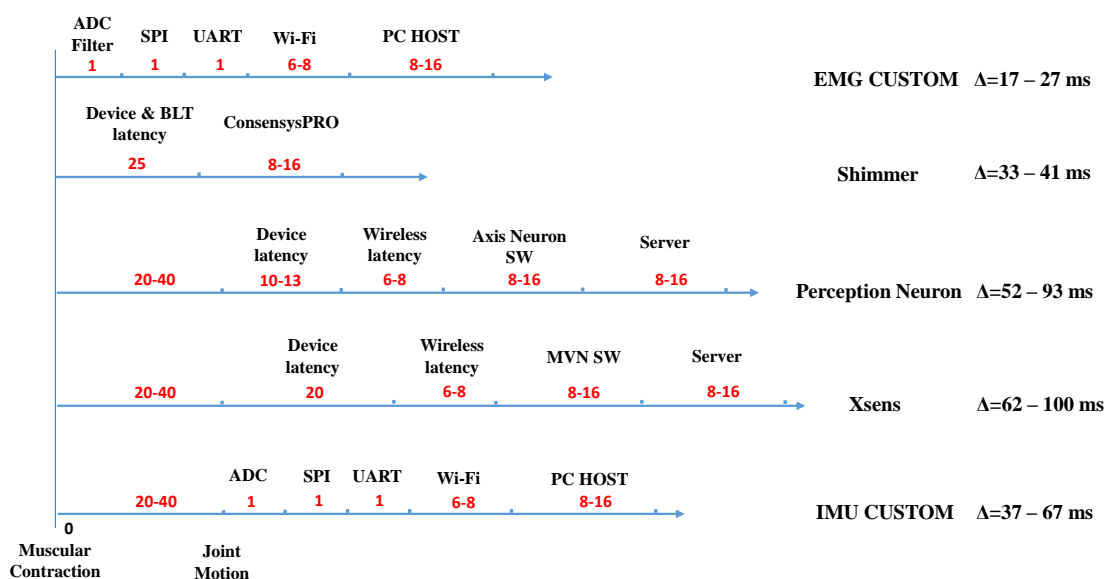 ADC
Filter
SPI
UART
Wi-Fi
PC HOST
1
1
1
6-8
8-16
EMG CUSTOM Δ=17 – 27 ms
Device & BLT
latency
ConsensysPRO
25
8-16
Shimmer Δ=33 – 41 ms
Device
latency
Wireless
latency
Axis Neuron
SW
Server
20-40
10-13
6-8
8-16
8-16
Perception Neuron Δ=52 – 93 ms
Device
latency
Wireless
latency
MVN SW
Server
20-40
20
6-8
8-16
8-16
Xsens Δ=62 – 100 ms
ADC
SPI
UART
Wi-Fi
PC HOST
20-40
1
1
1
6-8
8-16
IMU CUSTOM Δ=37 – 67 ms
0
Muscular
Contraction
Joint
Motion